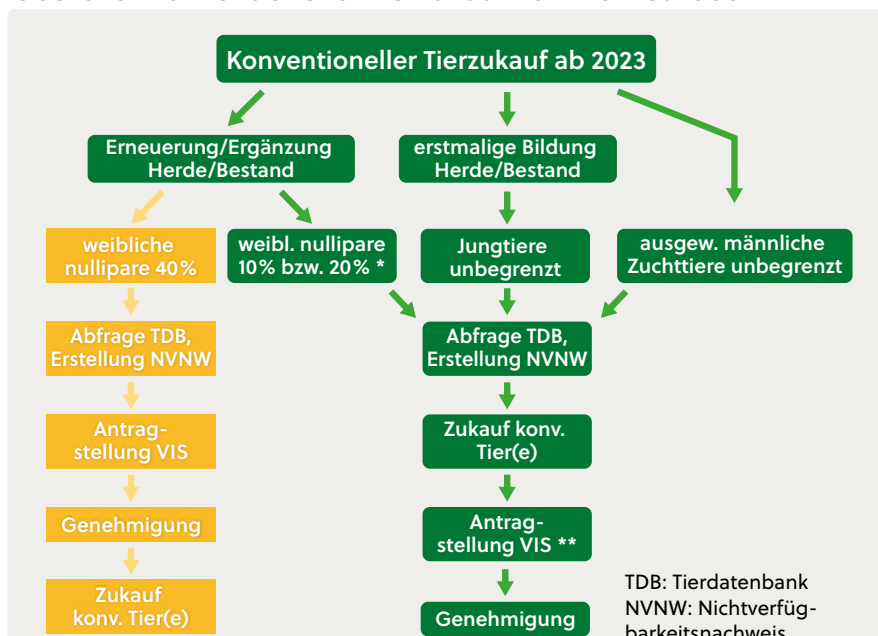 Konventioneller Tierzukauf ab 2023
Erneuerung/Ergänzung
Herde/Bestand
erstmalige Bildung
Herde/Bestand
weibliche
nullipare 40%
weibl. nullipare
10% bzw. 20% *
Jungtiere
unbegrenzt
ausgew. männliche
Zuchttiere unbegrenzt
Abfrage TDB,
Erstellung NVNW
Abfrage TDB,
Erstellung NVNW
Antrag-
stellung VIS
Zukauf konv.
Tier(e)
Genehmigung
Antrag-
stellung VIS **
Zukauf
konv. Tier(e)
Genehmigung
TDB: Tierdatenbank
NVNW: Nichtverfüg-
barkeitsnachweis